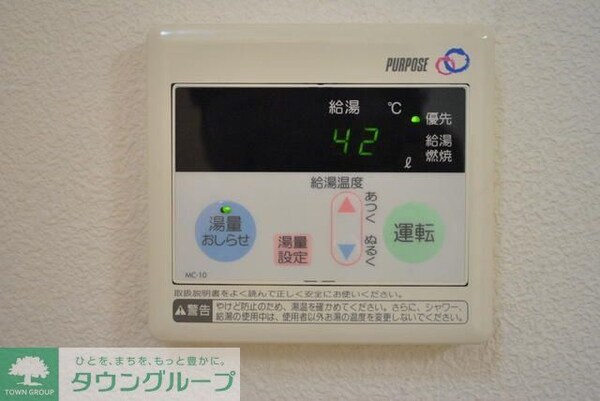 PURPOSE
給湯 ℃
優先
42
給湯
燃焼
ℓ
給湯温度
あつく
ぬるく
湯量
おしらせ
湯量
設定
運転
MC-10
取扱説明書をよく読んで正しく安全にお使いください。
警告
やけど防止のため、湯温を確かめてください。さらに、シャワー、
給湯の使用中は、使用者以外お湯の温度を変更しないでください。
TOWN GROUP
ひとを、まちを、もっと豊かに。
タウングループ